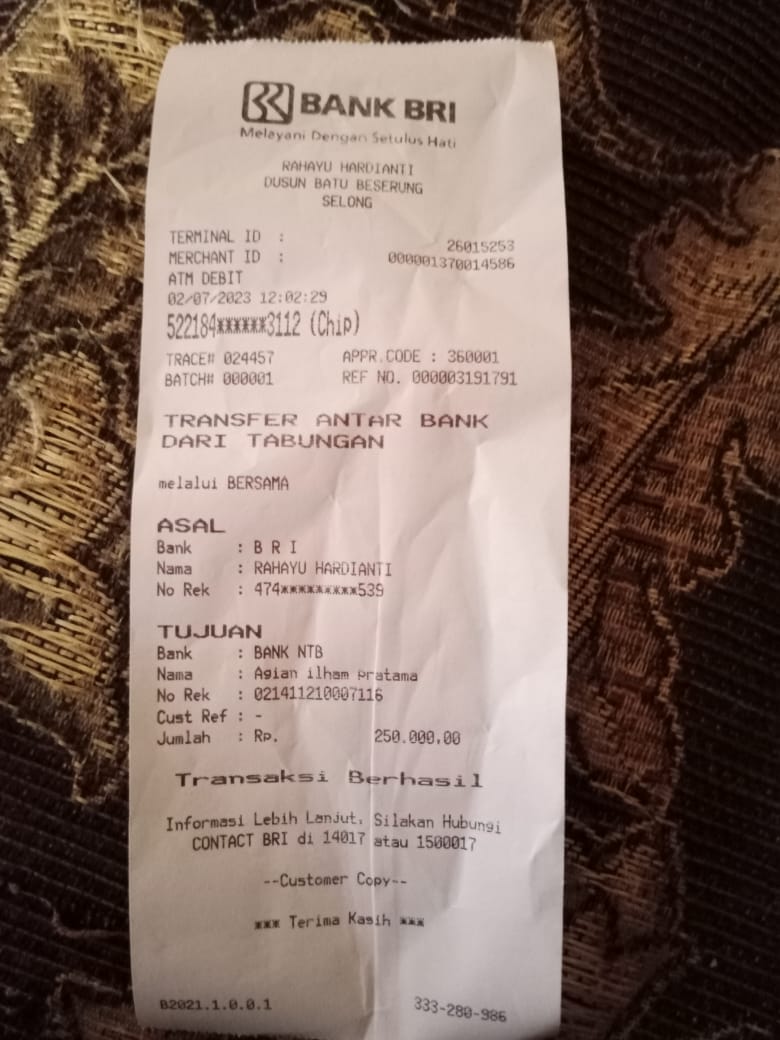 BANK BRI
Melayani Dengan Setulus Hati
RAHAYU HARDIANTI
DUSUN BATU BESERUNG
SELONG
TERMINAL ID : 26015253
MERCHANT ID : 000001370014586
ATM DEBIT
02/07/2023 12:02:29
522184******3112 (Chip)
TRACE# 024457 APPR.CODE : 360001
BATCH# 000001 REF NO. 000003191791
TRANSFER ANTAR BANK
DARI TABUNGAN
melalui BERSAMA
ASAL
Bank : B R I
Nama : RAHAYU HARDIANTI
No Rek : 474*********539
TUJUAN
Bank : BANK NTB
Nama : Agian ilham pratama
No Rek : 021411210007116
Cust Ref : -
Jumlah : Rp. 250.000,00
Transaksi Berhasil
Informasi Lebih Lanjut, Silakan Hubungi
CONTACT BRI di 14017 atau 1500017
--Customer Copy--
*** Terima Kasih ***
B2021.1.0.0.1 333-280-986